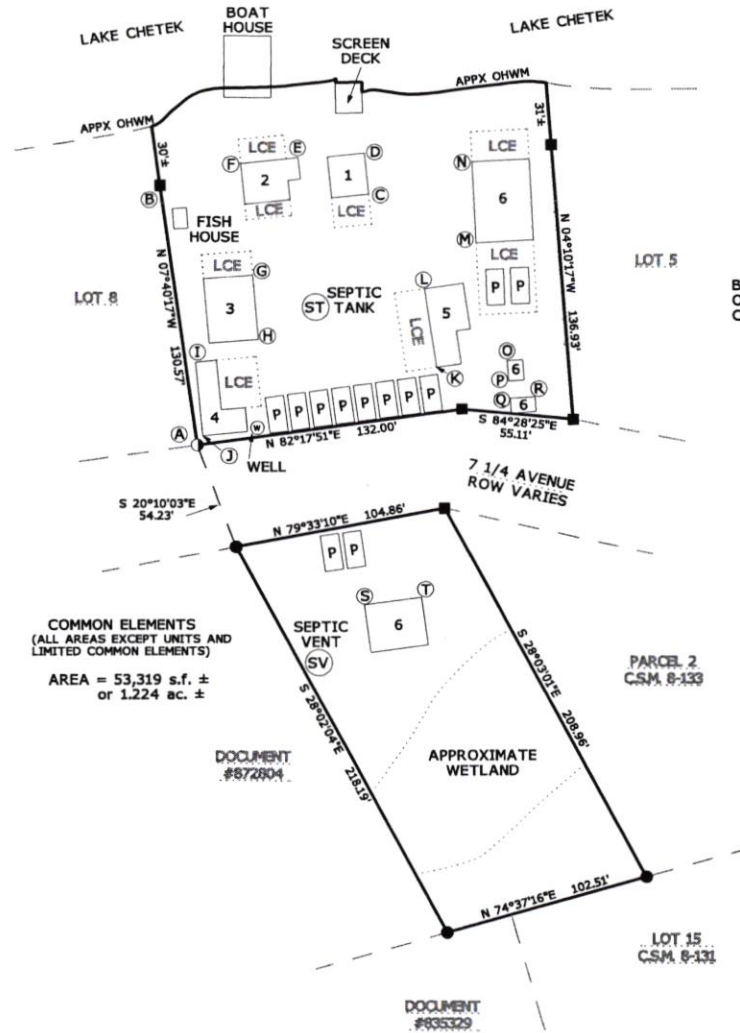 LAKE CHETEK
BOAT
HOUSE
SCREEN
DECK
LAKE CHETEK
APPX OHWM
APPX OHWM
30'±
31'±
B
F
LCE
E
2
LCE
D
1
C
LCE
N
LCE
6
M
LCE
P P
FISH
HOUSE
N 07°40'17"W 130.57'
N 04°10'17"W 136.93'
LOT 8
LOT 5
B
O
C
LCE
G
3
H
ST
SEPTIC
TANK
L
5
LCE
K
I
LCE
4
J
A
P P P P P P P P
W
WELL
O
6
P
Q
6
R
N 82°17'51"E 132.00'
S 84°28'25"E
55.11'
7 1/4 AVENUE
ROW VARIES
S 20°10'03"E
54.23'
N 79°33'10"E 104.86'
P P
S
T
6
SEPTIC
VENT
SV
COMMON ELEMENTS
(ALL AREAS EXCEPT UNITS AND
LIMITED COMMON ELEMENTS)
AREA = 53,319 s.f. ±
or 1.224 ac. ±
S 28°02'04"E 218.19'
S 28°03'01"E 208.96'
PARCEL 2
C.S.M. 8-133
DOCUMENT
#872804
APPROXIMATE
WETLAND
N 74°37'16"E 102.51'
LOT 15
C.S.M. 8-131
DOCUMENT
#835329